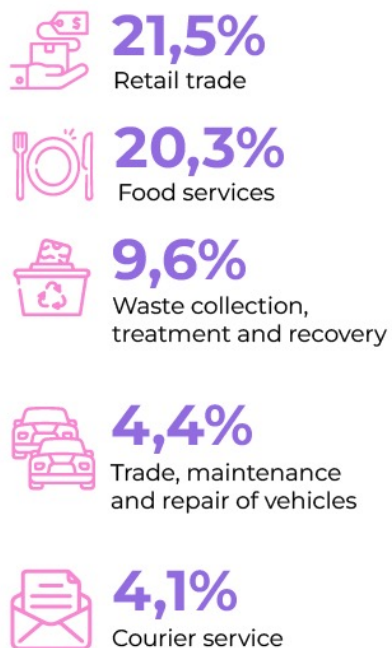 $
21,5%
Retail trade
20,3%
Food services
9,6%
Waste collection,
treatment and recovery
4,4%
Trade, maintenance
and repair of vehicles
4,1%
Courier service